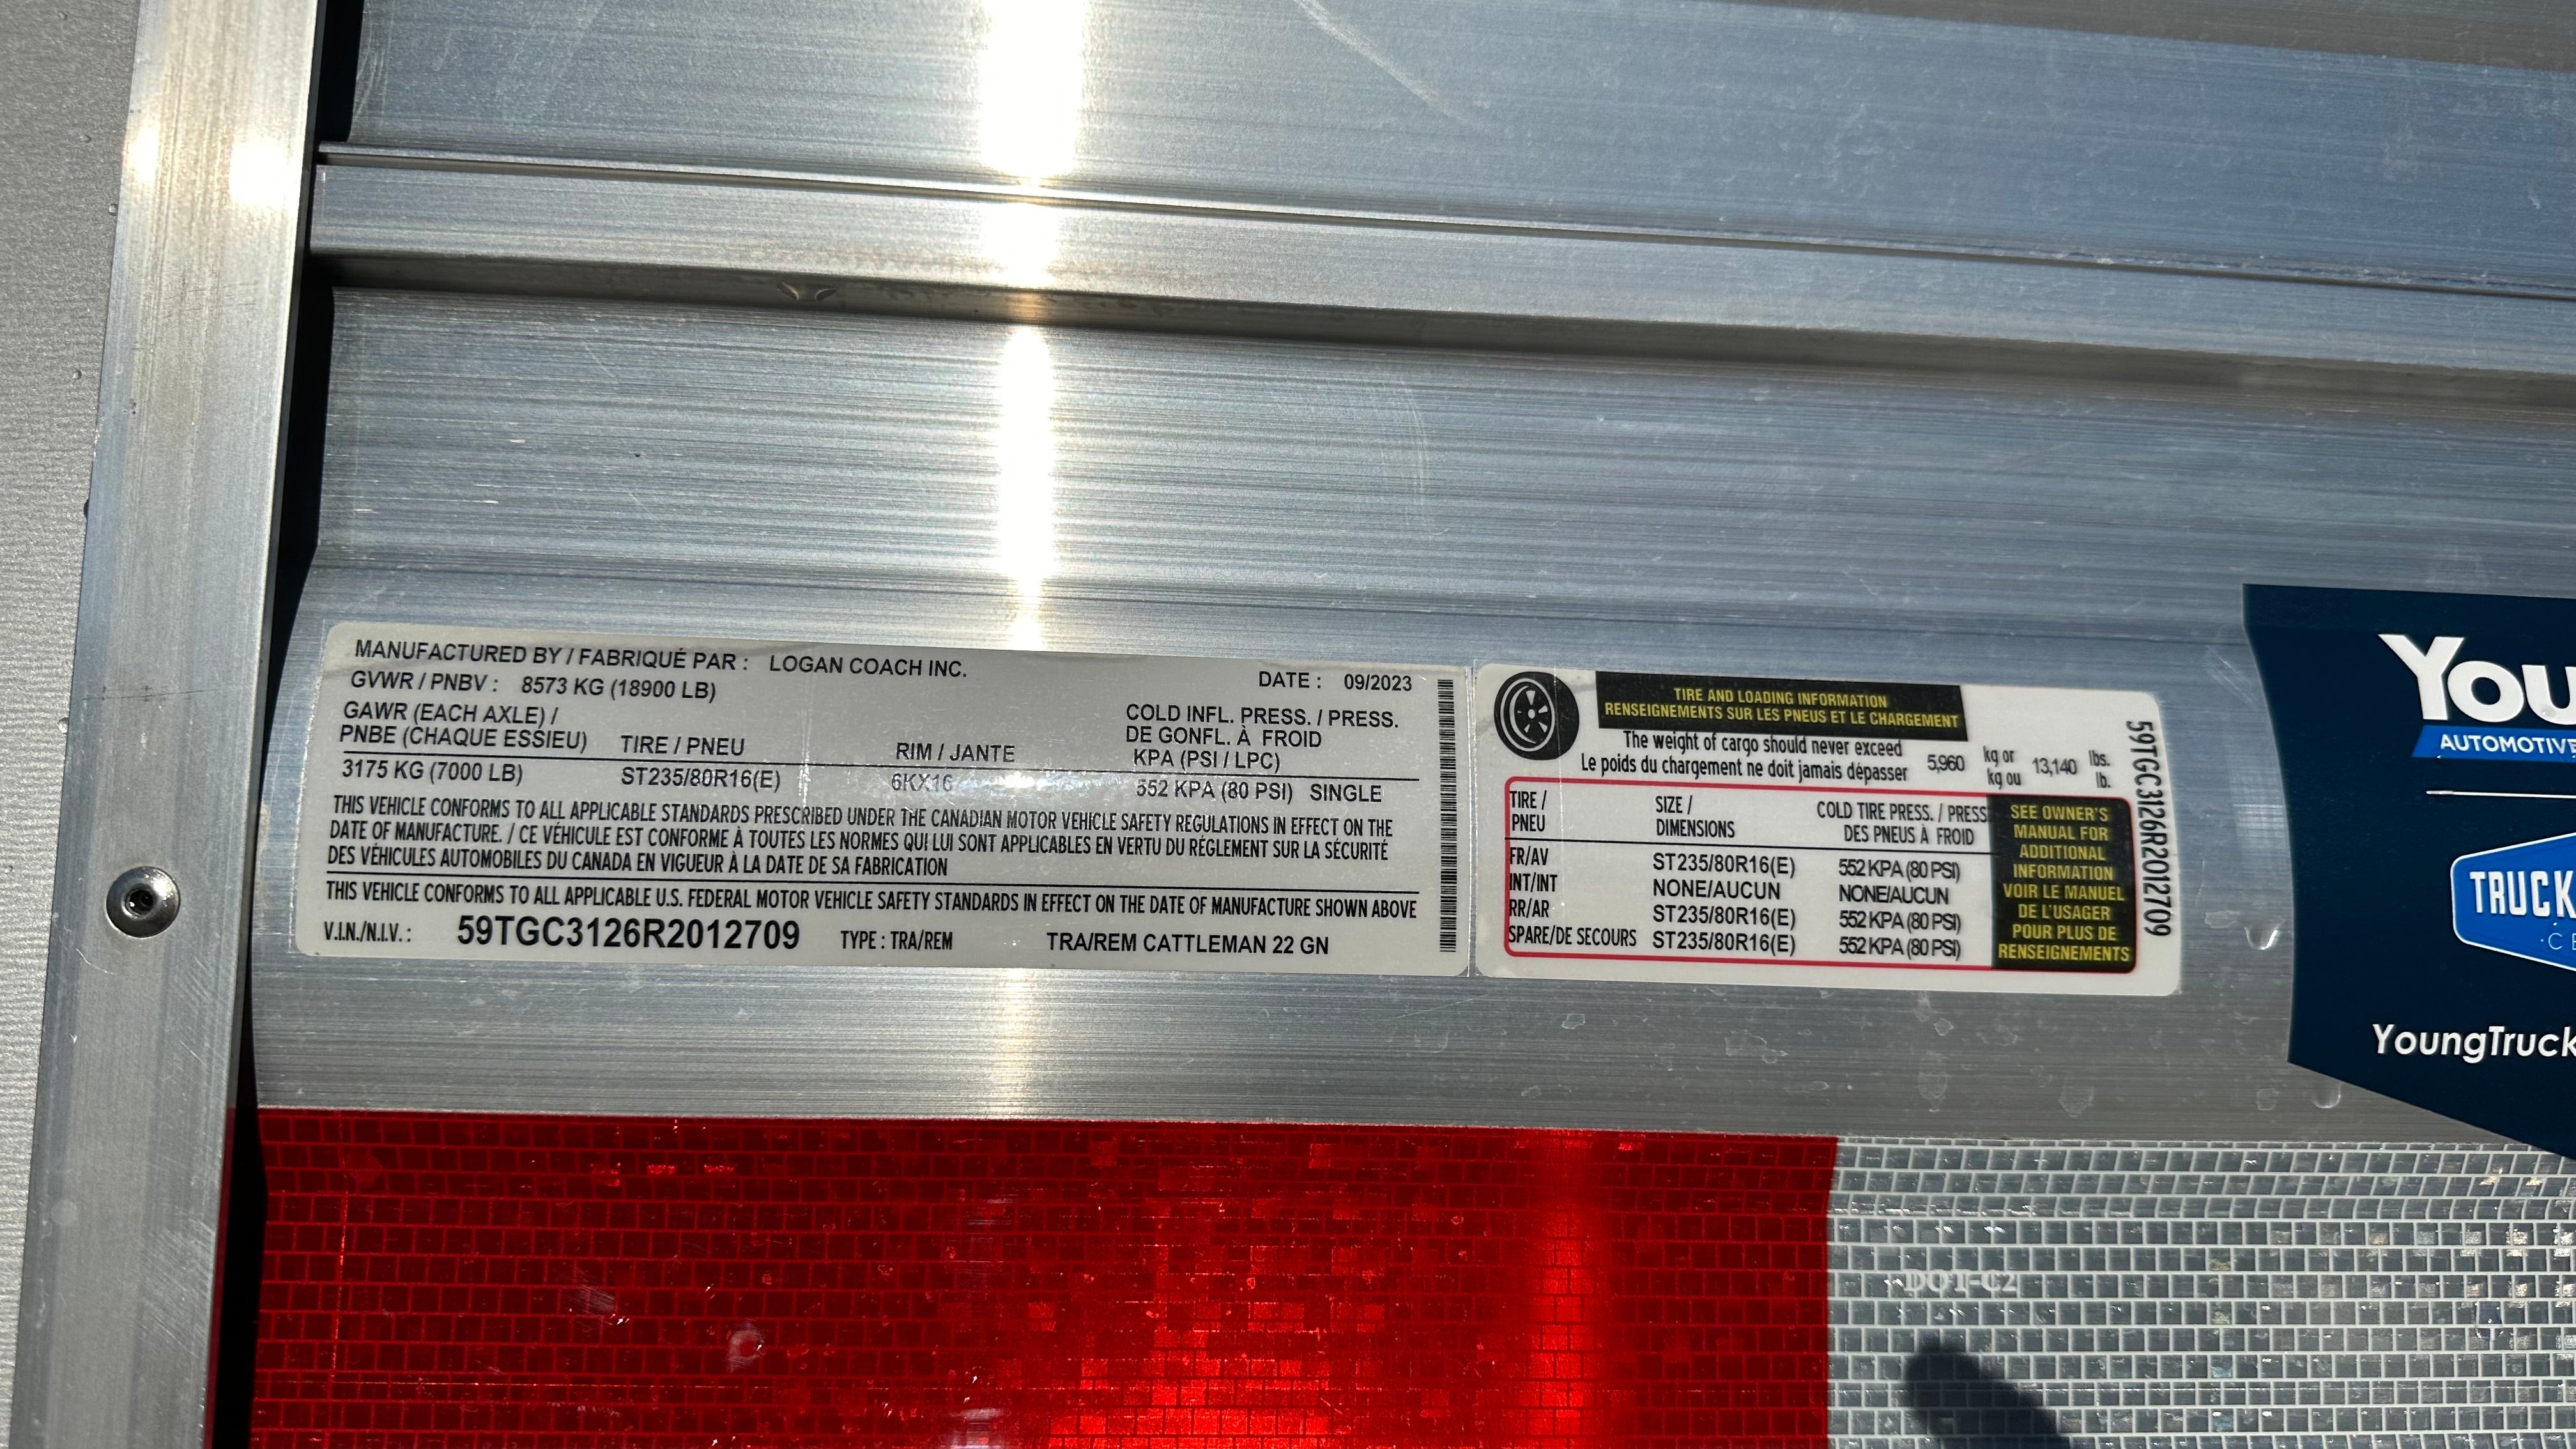 MANUFACTURED BY / FABRIQUÉ PAR : LOGAN COACH INC.
GVWR / PNBV : 8573 KG (18900 LB)
DATE : 09/2023
GAWR (EACH AXLE) /
PNBE (CHAQUE ESSIEU)
TIRE / PNEU
RIM / JANTE
COLD INFL. PRESS. / PRESS.
DE GONFL. À FROID
KPA (PSI / LPC)
3175 KG (7000 LB) ST235/80R16(E) 6KX16 552 KPA (80 PSI) SINGLE
THIS VEHICLE CONFORMS TO ALL APPLICABLE STANDARDS PRESCRIBED UNDER THE CANADIAN MOTOR VEHICLE SAFETY REGULATIONS IN EFFECT ON THE
DATE OF MANUFACTURE. / CE VÉHICULE EST CONFORME À TOUTES LES NORMES QUI LUI SONT APPLICABLES EN VERTU DU RÉGLEMENT SUR LA SÉCURITÉ
DES VÉHICULES AUTOMOBILES DU CANADA EN VIGUEUR À LA DATE DE SA FABRICATION
THIS VEHICLE CONFORMS TO ALL APPLICABLE U.S. FEDERAL MOTOR VEHICLE SAFETY STANDARDS IN EFFECT ON THE DATE OF MANUFACTURE SHOWN ABOVE
V.I.N./N.I.V.: 59TGC3126R2012709 TYPE : TRA/REM TRA/REM CATTLEMAN 22 GN
TIRE AND LOADING INFORMATION
RENSEIGNEMENTS SUR LES PNEUS ET LE CHARGEMENT
The weight of cargo should never exceed
Le poids du chargement ne doit jamais dépasser
5,960
kg or
kg ou
13,140
lbs.
lb.
TIRE /
PNEU
SIZE /
DIMENSIONS
COLD TIRE PRESS. / PRESS
DES PNEUS À FROID
FR/AV ST235/80R16(E) 552 KPA (80 PSI)
INT/INT NONE/AUCUN NONE/AUCUN
RR/AR ST235/80R16(E) 552 KPA (80 PSI)
SPARE/DE SECOURS ST235/80R16(E) 552 KPA (80 PSI)
SEE OWNER'S
MANUAL FOR
ADDITIONAL
INFORMATION
VOIR LE MANUEL
DE L'USAGER
POUR PLUS DE
RENSEIGNEMENTS
59TGC3126R2012709
YOU
AUTOMOTIVE
TRUCK
CE
YoungTruck
DOT-C2